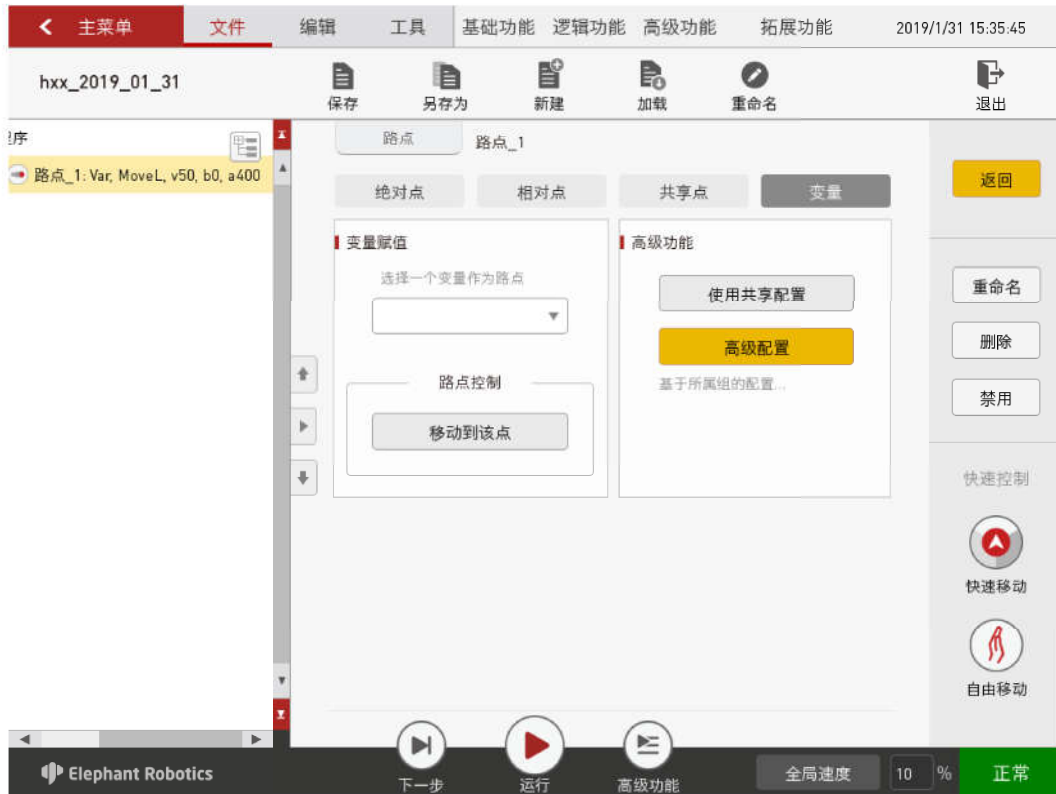 主菜单 文件 编辑 工具 基础功能 逻辑功能 高级功能 拓展功能 2019/1/31 15:35:45
hxx_2019_01_31
保存 另存为 新建 加载 重命名 退出
序
路点_1: Var, MoveL, v50, b0, a400
路点 路点_1
绝对点 相对点 共享点 变量
变量赋值
选择一个变量作为路点
路点控制
移动到该点
高级功能
使用共享配置
高级配置
基于所属组的配置...
返回
重命名
删除
禁用
快速控制
快速移动
自由移动
Elephant Robotics
下一步 运行 高级功能
全局速度 10 % 正常